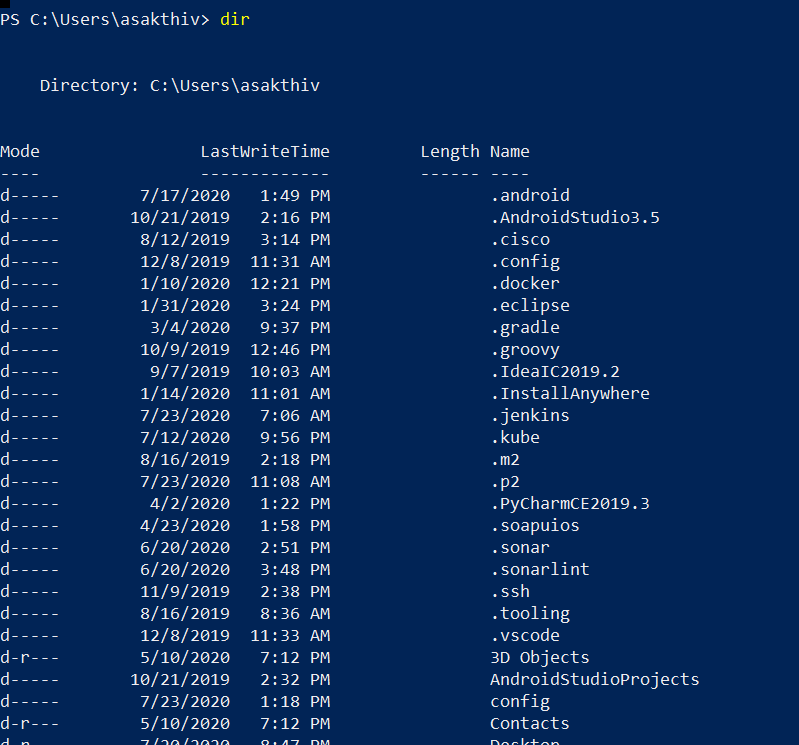 PS C:\Users\asakthiv> dir
Directory: C:\Users\asakthiv
Mode LastWriteTime Length Name
---- ------------- ------ ----
d----- 7/17/2020 1:49 PM .android
d----- 10/21/2019 2:16 PM .AndroidStudio3.5
d----- 8/12/2019 3:14 PM .cisco
d----- 12/8/2019 11:31 AM .config
d----- 1/10/2020 12:21 PM .docker
d----- 1/31/2020 3:24 PM .eclipse
d----- 3/4/2020 9:37 PM .gradle
d----- 10/9/2019 12:46 PM .groovy
d----- 9/7/2019 10:03 AM .IdeaIC2019.2
d----- 1/14/2020 11:01 AM .InstallAnywhere
d----- 7/23/2020 7:06 AM .jenkins
d----- 7/12/2020 9:56 PM .kube
d----- 8/16/2019 2:18 PM .m2
d----- 7/23/2020 11:08 AM .p2
d----- 4/2/2020 1:22 PM .PyCharmCE2019.3
d----- 4/23/2020 1:58 PM .soapuios
d----- 6/20/2020 2:51 PM .sonar
d----- 6/20/2020 3:48 PM .sonarlint
d----- 11/9/2019 2:38 PM .ssh
d----- 8/16/2019 8:36 AM .tooling
d----- 12/8/2019 11:33 AM .vscode
d-r--- 5/10/2020 7:12 PM 3D Objects
d----- 10/21/2019 2:32 PM AndroidStudioProjects
d----- 7/23/2020 1:18 PM config
d-r--- 5/10/2020 7:12 PM Contacts
PM Desktop